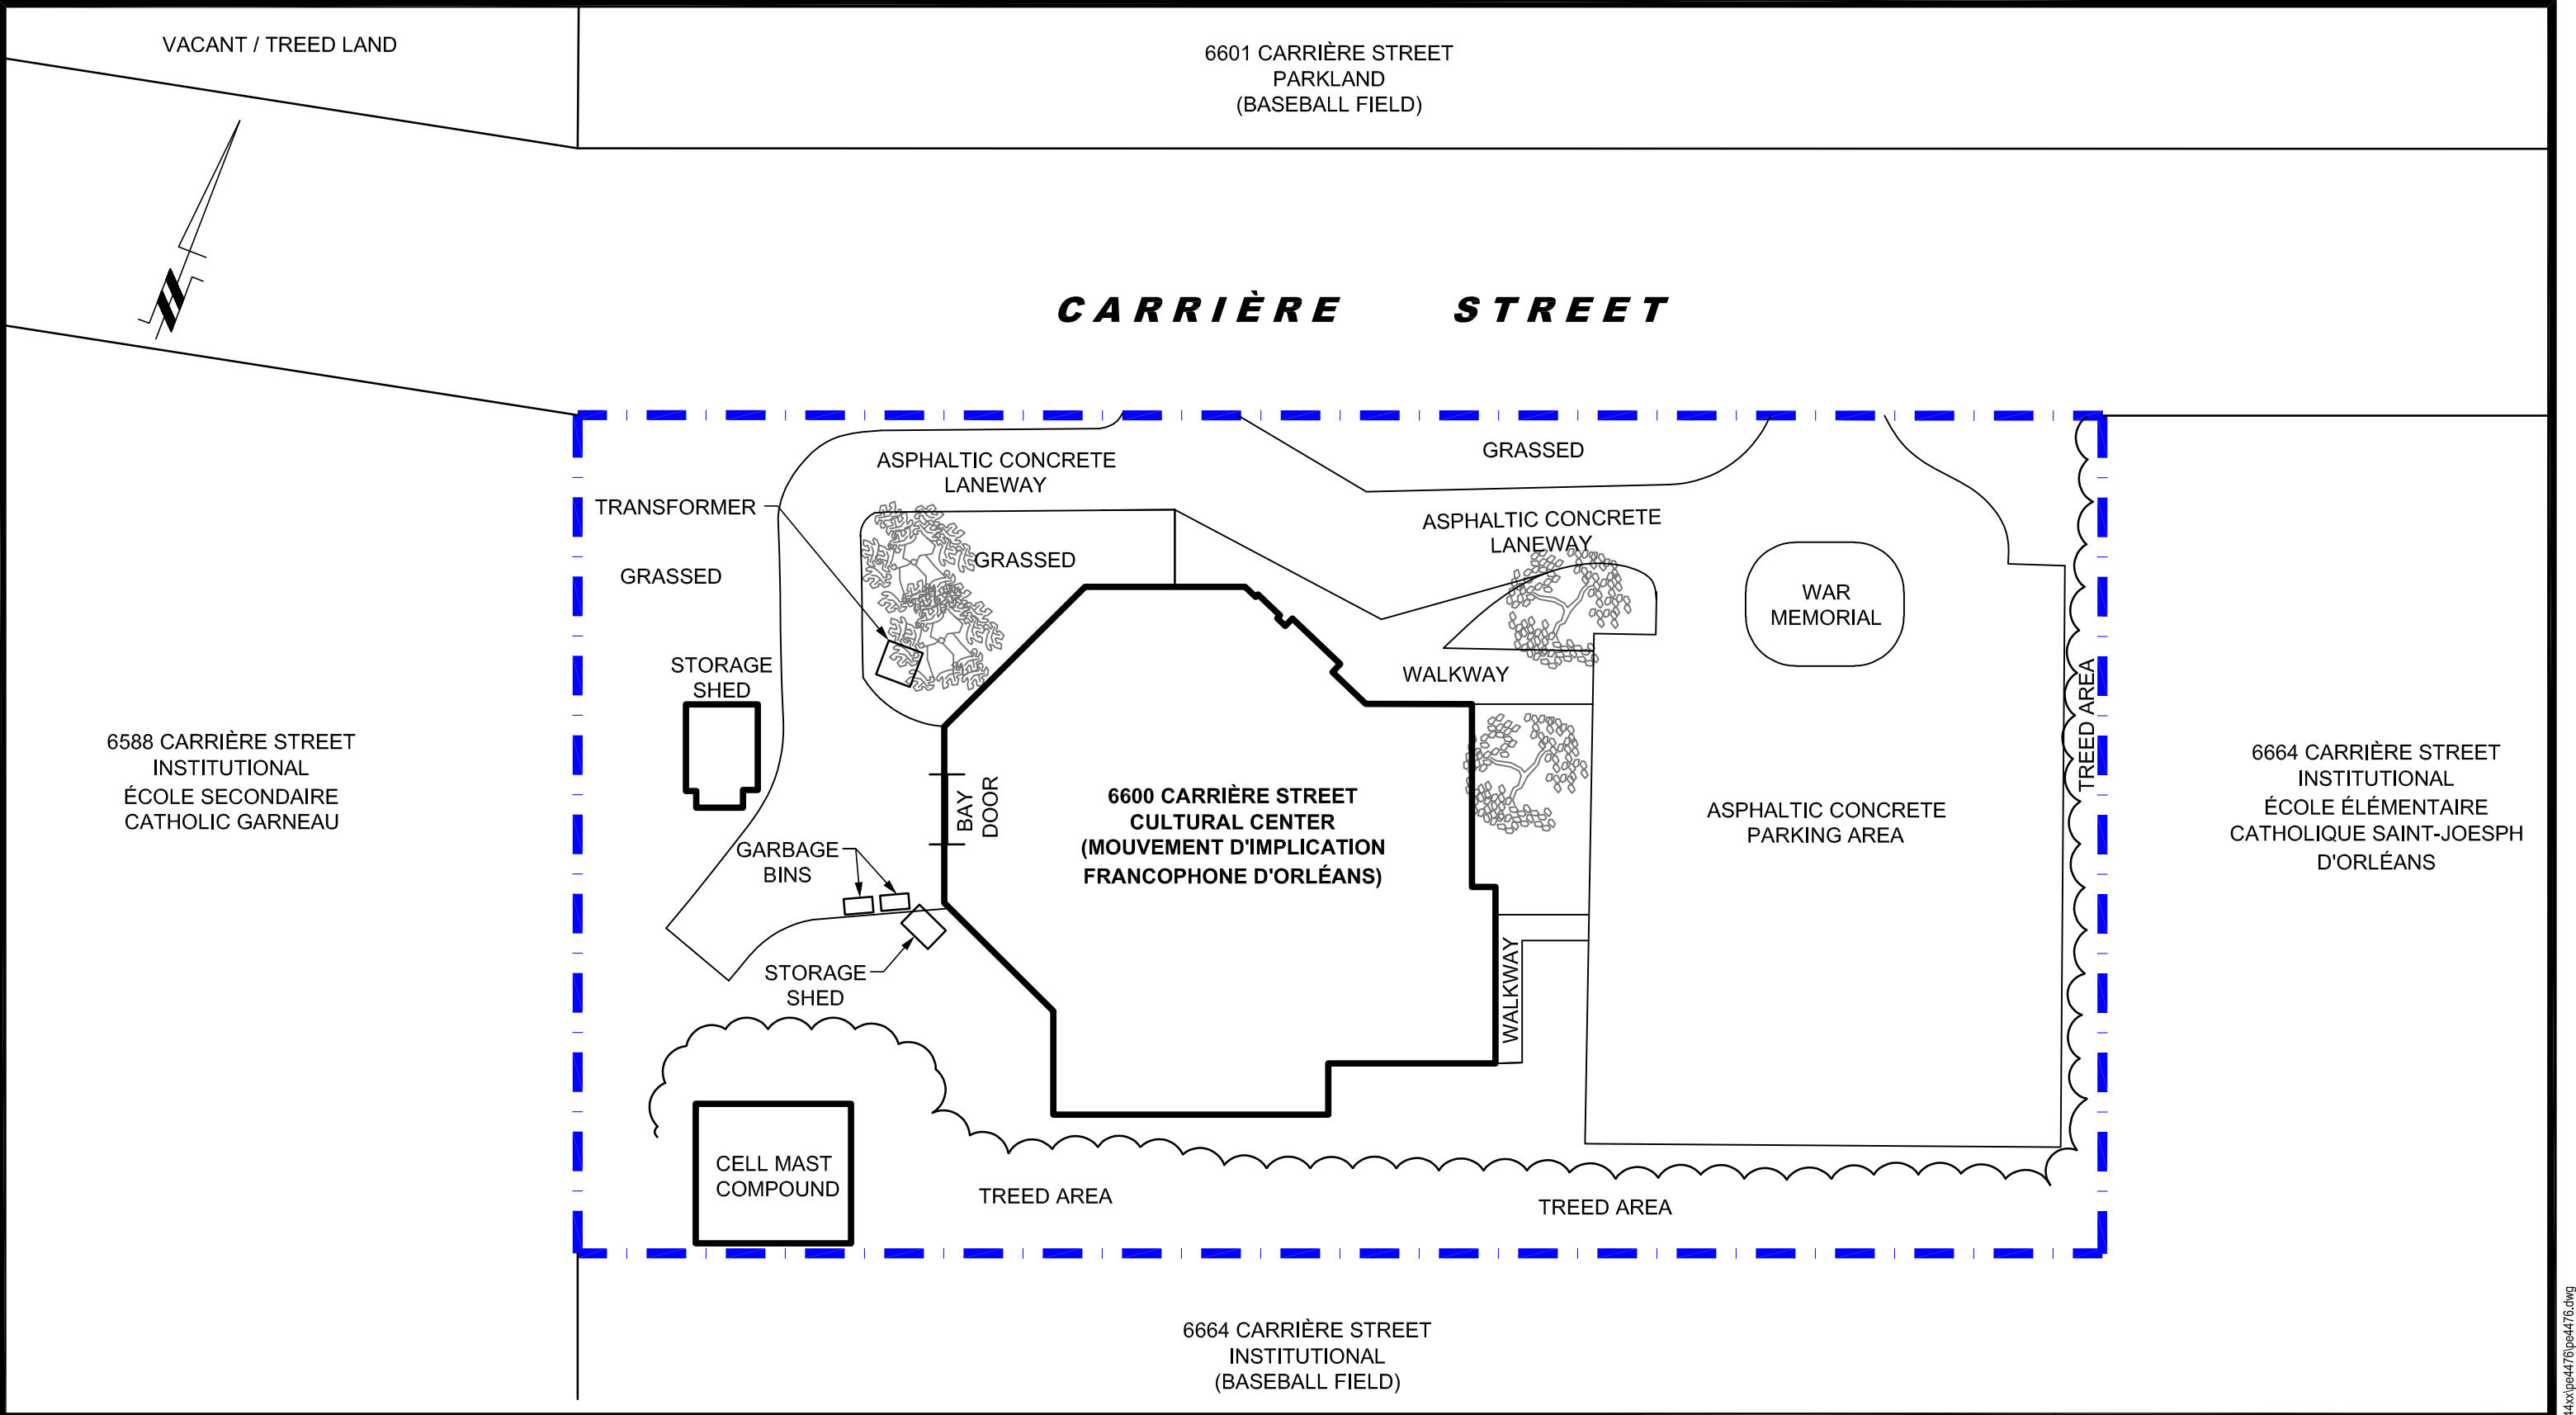 VACANT / TREED LAND
6601 CARRIÈRE STREET
PARKLAND
(BASEBALL FIELD)
CARRIÈRE STREET
GRASSED
ASPHALTIC CONCRETE
LANEWAY
TRANSFORMER
ASPHALTIC CONCRETE
LANEWAY
GRASSED
GRASSED
WAR
MEMORIAL
STORAGE
SHED
WALKWAY
TREED AREA
6588 CARRIÈRE STREET
INSTITUTIONAL
ÉCOLE SECONDAIRE
CATHOLIC GARNEAU
BAY
DOOR
6600 CARRIÈRE STREET
CULTURAL CENTER
(MOUVEMENT D'IMPLICATION
FRANCOPHONE D'ORLÉANS)
ASPHALTIC CONCRETE
PARKING AREA
6664 CARRIÈRE STREET
INSTITUTIONAL
ÉCOLE ÉLÉMENTAIRE
CATHOLIQUE SAINT-JOESPH
D'ORLÉANS
GARBAGE
BINS
STORAGE
SHED
WALKWAY
CELL MAST
COMPOUND
TREED AREA
TREED AREA
6664 CARRIÈRE STREET
INSTITUTIONAL
(BASEBALL FIELD)
44xx\pe4476\pe4476.dwg